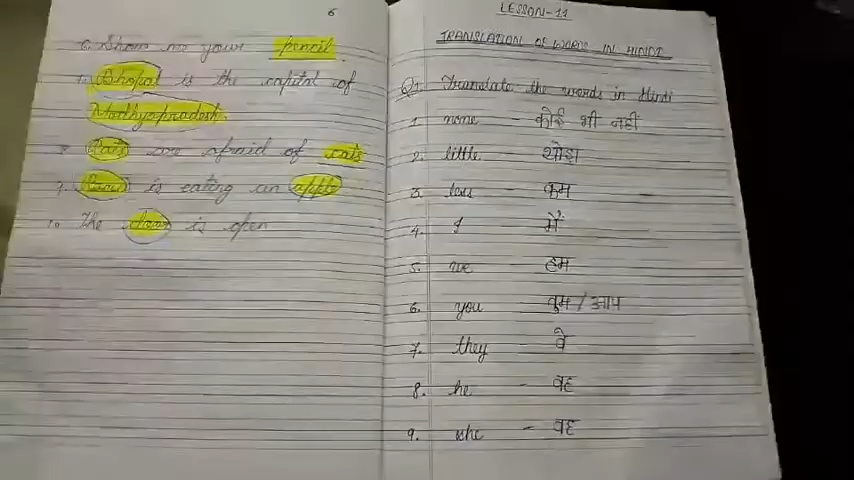 6
6. Show me your pencil
7. Bhopal is the capital of
Madhyapradesh.
8. Rats are afraid of cats
9. is eating an apple
10. The door is open
LESSON-11
TRANSLATION OF WORDS IN HINDI
Q1. Translate the words in Hindi
1. none - कोई भी नहीं
2. little थोड़ा
3. less - कम
4. I मैं
5. we - हम
6. you तुम / आप
7. they वे
8. he - वह
9. she - वह